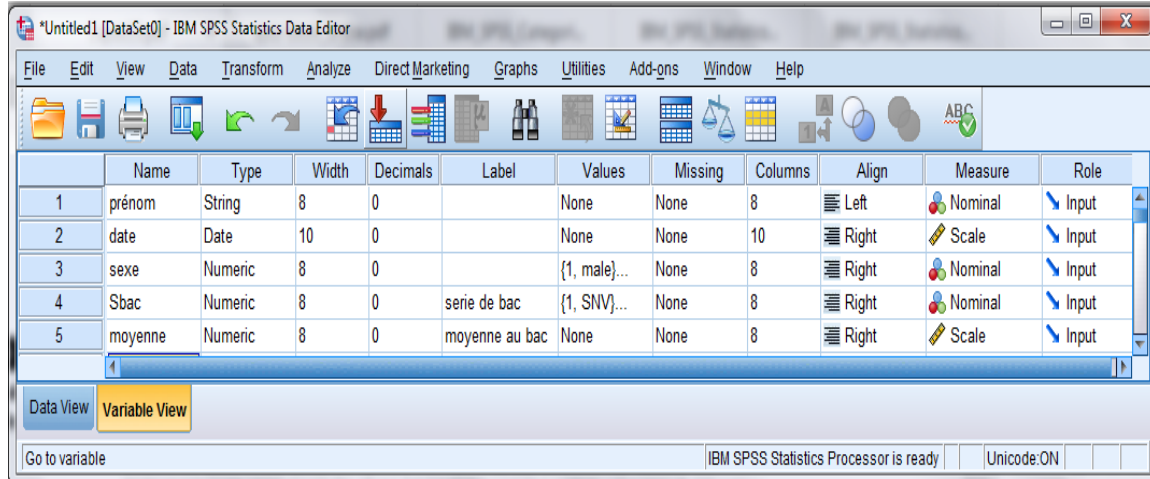 *Untitled1 [DataSet0] - IBM SPSS Statistics Data Editor
File Edit View Data Transform Analyze Direct Marketing Graphs Utilities Add-ons Window Help
Name Type Width Decimals Label Values Missing Columns Align Measure Role
1 prénom String 8 0 None None 8 Left Nominal Input
2 date Date 10 0 None None 10 Right Scale Input
3 sexe Numeric 8 0 {1, male}... None 8 Right Nominal Input
4 Sbac Numeric 8 0 serie de bac {1, SNV}... None 8 Right Nominal Input
5 moyenne Numeric 8 0 moyenne au bac None None 8 Right Scale Input
Data View Variable View
Go to variable IBM SPSS Statistics Processor is ready Unicode:ON